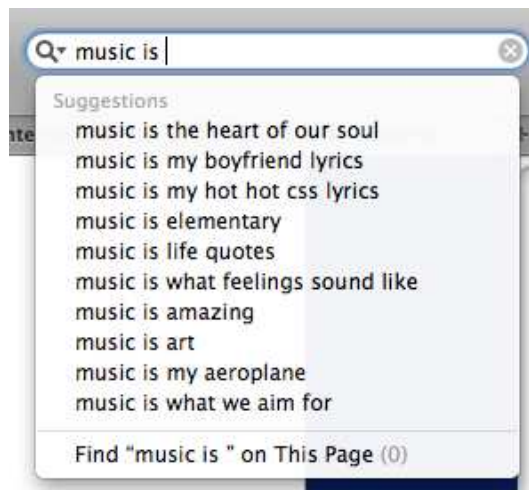 music is
Suggestions
music is the heart of our soul
music is my boyfriend lyrics
music is my hot hot css lyrics
music is elementary
music is life quotes
music is what feelings sound like
music is amazing
music is art
music is my aeroplane
music is what we aim for
Find “music is ” on This Page (0)